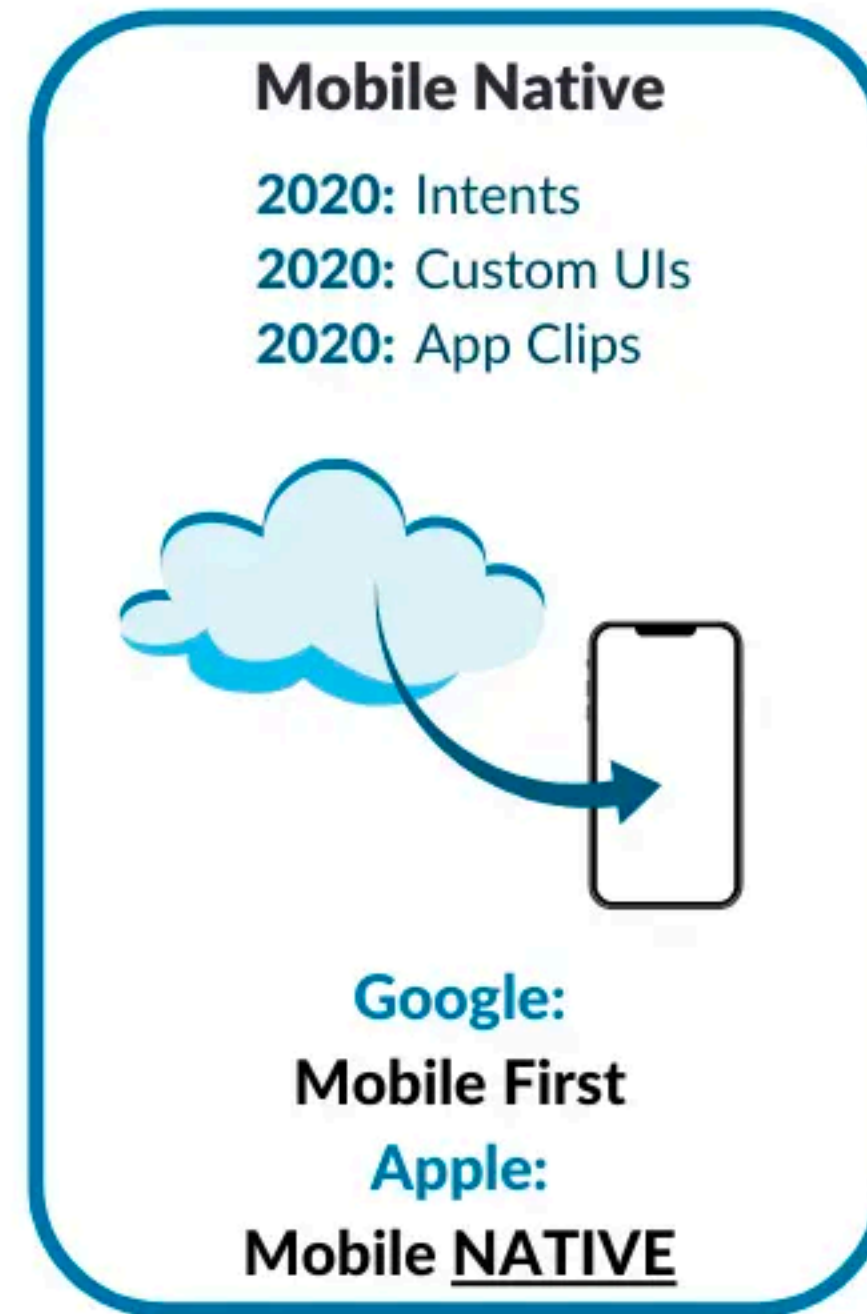 Mobile Native
2020: Intents
2020: Custom UIs
2020: App Clips
Google:
Mobile First
Apple:
Mobile NATIVE